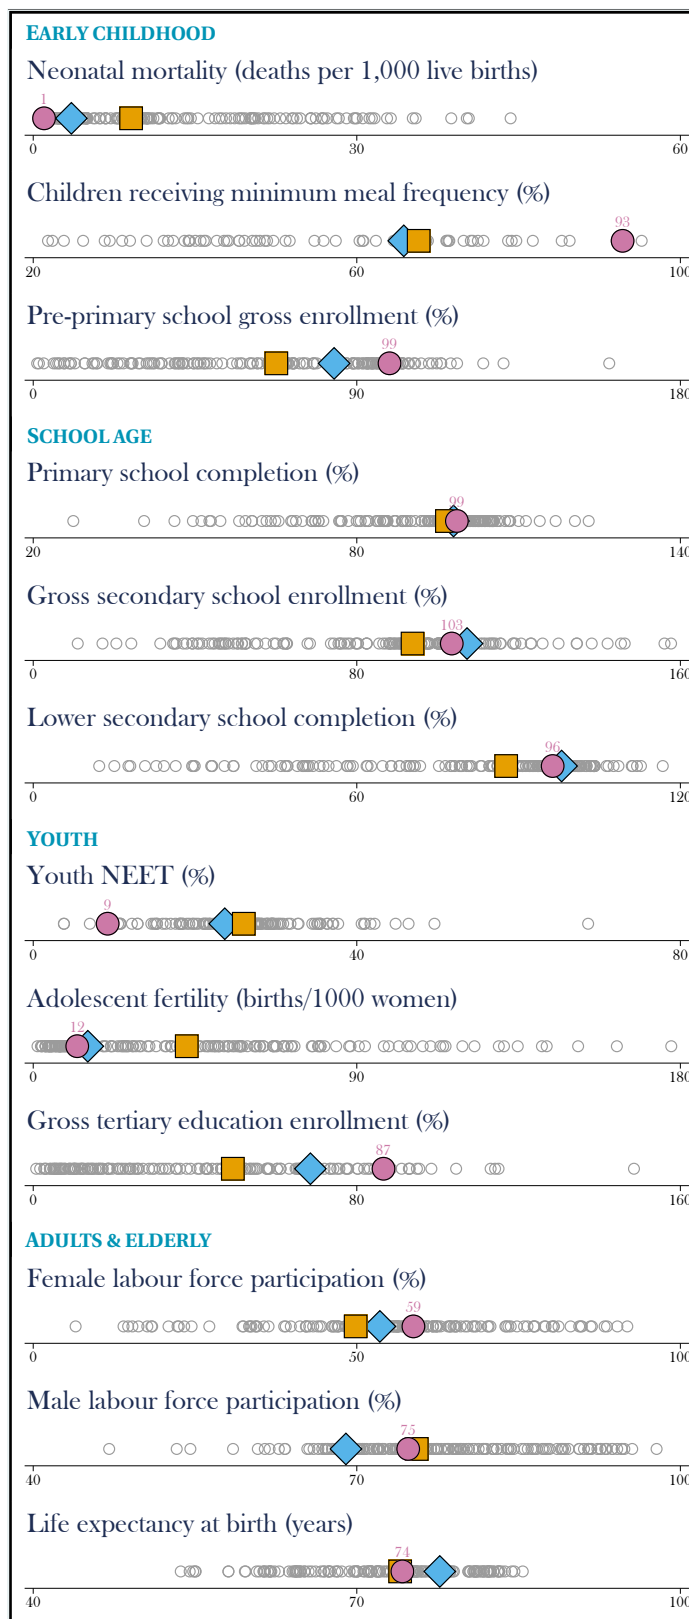 EARLY CHILDHOOD
Neonatal mortality (deaths per 1,000 live births)
1
0 30 60
Children receiving minimum meal frequency (%)
93
20 60 100
Pre-primary school gross enrollment (%)
99
0 90 180
SCHOOL AGE
Primary school completion (%)
99
20 80 140
Gross secondary school enrollment (%)
103
0 80 160
Lower secondary school completion (%)
96
0 60 120
YOUTH
Youth NEET (%)
9
0 40 80
Adolescent fertility (births/1000 women)
12
0 90 180
Gross tertiary education enrollment (%)
87
0 80 160
ADULTS & ELDERLY
Female labour force participation (%)
59
0 50 100
Male labour force participation (%)
75
40 70 100
Life expectancy at birth (years)
74
40 70 100